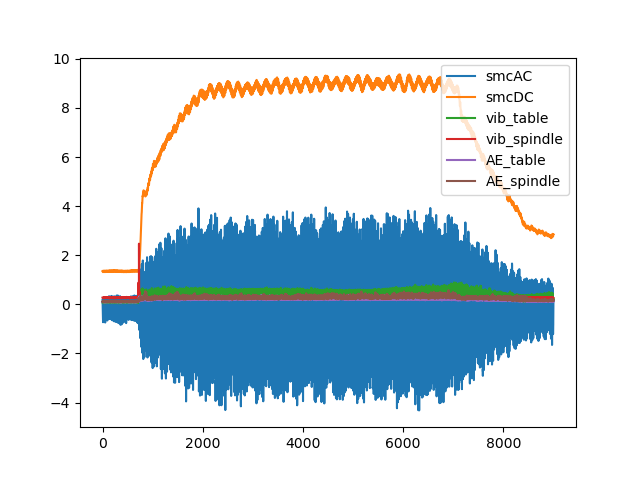 10
8
6
4
2
0
−2
−4
0
2000
4000
6000
8000
smcAC
smcDC
vib_table
vib_spindle
AE_table
AE_spindle